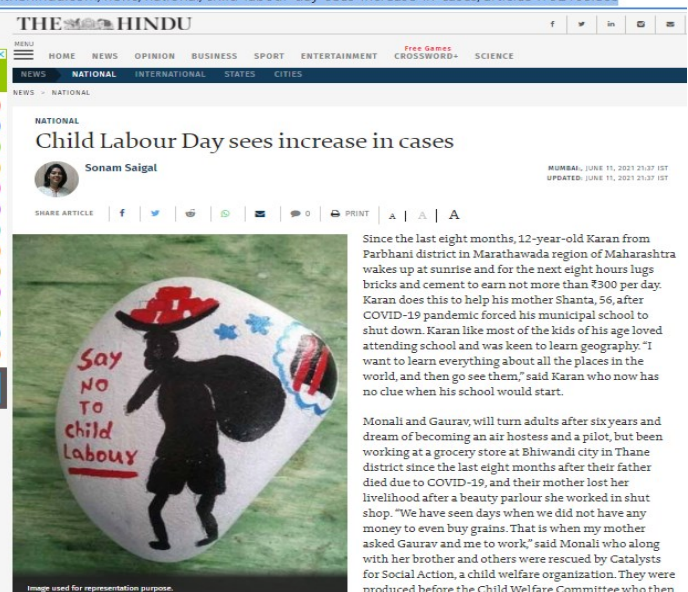 THE HINDU
MENU
HOME NEWS OPINION BUSINESS SPORT ENTERTAINMENT CROSSWORD+ SCIENCE
Free Games
NEWS NATIONAL INTERNATIONAL STATES CITIES
NEWS » NATIONAL
NATIONAL
Child Labour Day sees increase in cases
Sonam Saigal
MUMBAI:, JUNE 11, 2021 21:37 IST
UPDATED: JUNE 11, 2021 21:37 IST
SHARE ARTICLE 0 PRINT A | A | A
Say
NO
TO
child
Labour
Image used for representation purpose.
Since the last eight months, 12-year-old Karan from
Parbhani district in Marathawada region of Maharashtra
wakes up at sunrise and for the next eight hours lugs
bricks and cement to earn not more than ₹300 per day.
Karan does this to help his mother Shanta, 56, after
COVID-19 pandemic forced his municipal school to
shut down. Karan like most of the kids of his age loved
attending school and was keen to learn geography. “I
want to learn everything about all the places in the
world, and then go see them,” said Karan who now has
no clue when his school would start.
Monali and Gaurav, will turn adults after six years and
dream of becoming an air hostess and a pilot, but been
working at a grocery store at Bhiwandi city in Thane
district since the last eight months after their father
died due to COVID-19, and their mother lost her
livelihood after a beauty parlour she worked in shut
shop. “We have seen days when we did not have any
money to even buy grains. That is when my mother
asked Gaurav and me to work,” said Monali who along
with her brother and others were rescued by Catalysts
for Social Action, a child welfare organization. They were
produced before the Child Welfare Committee who then